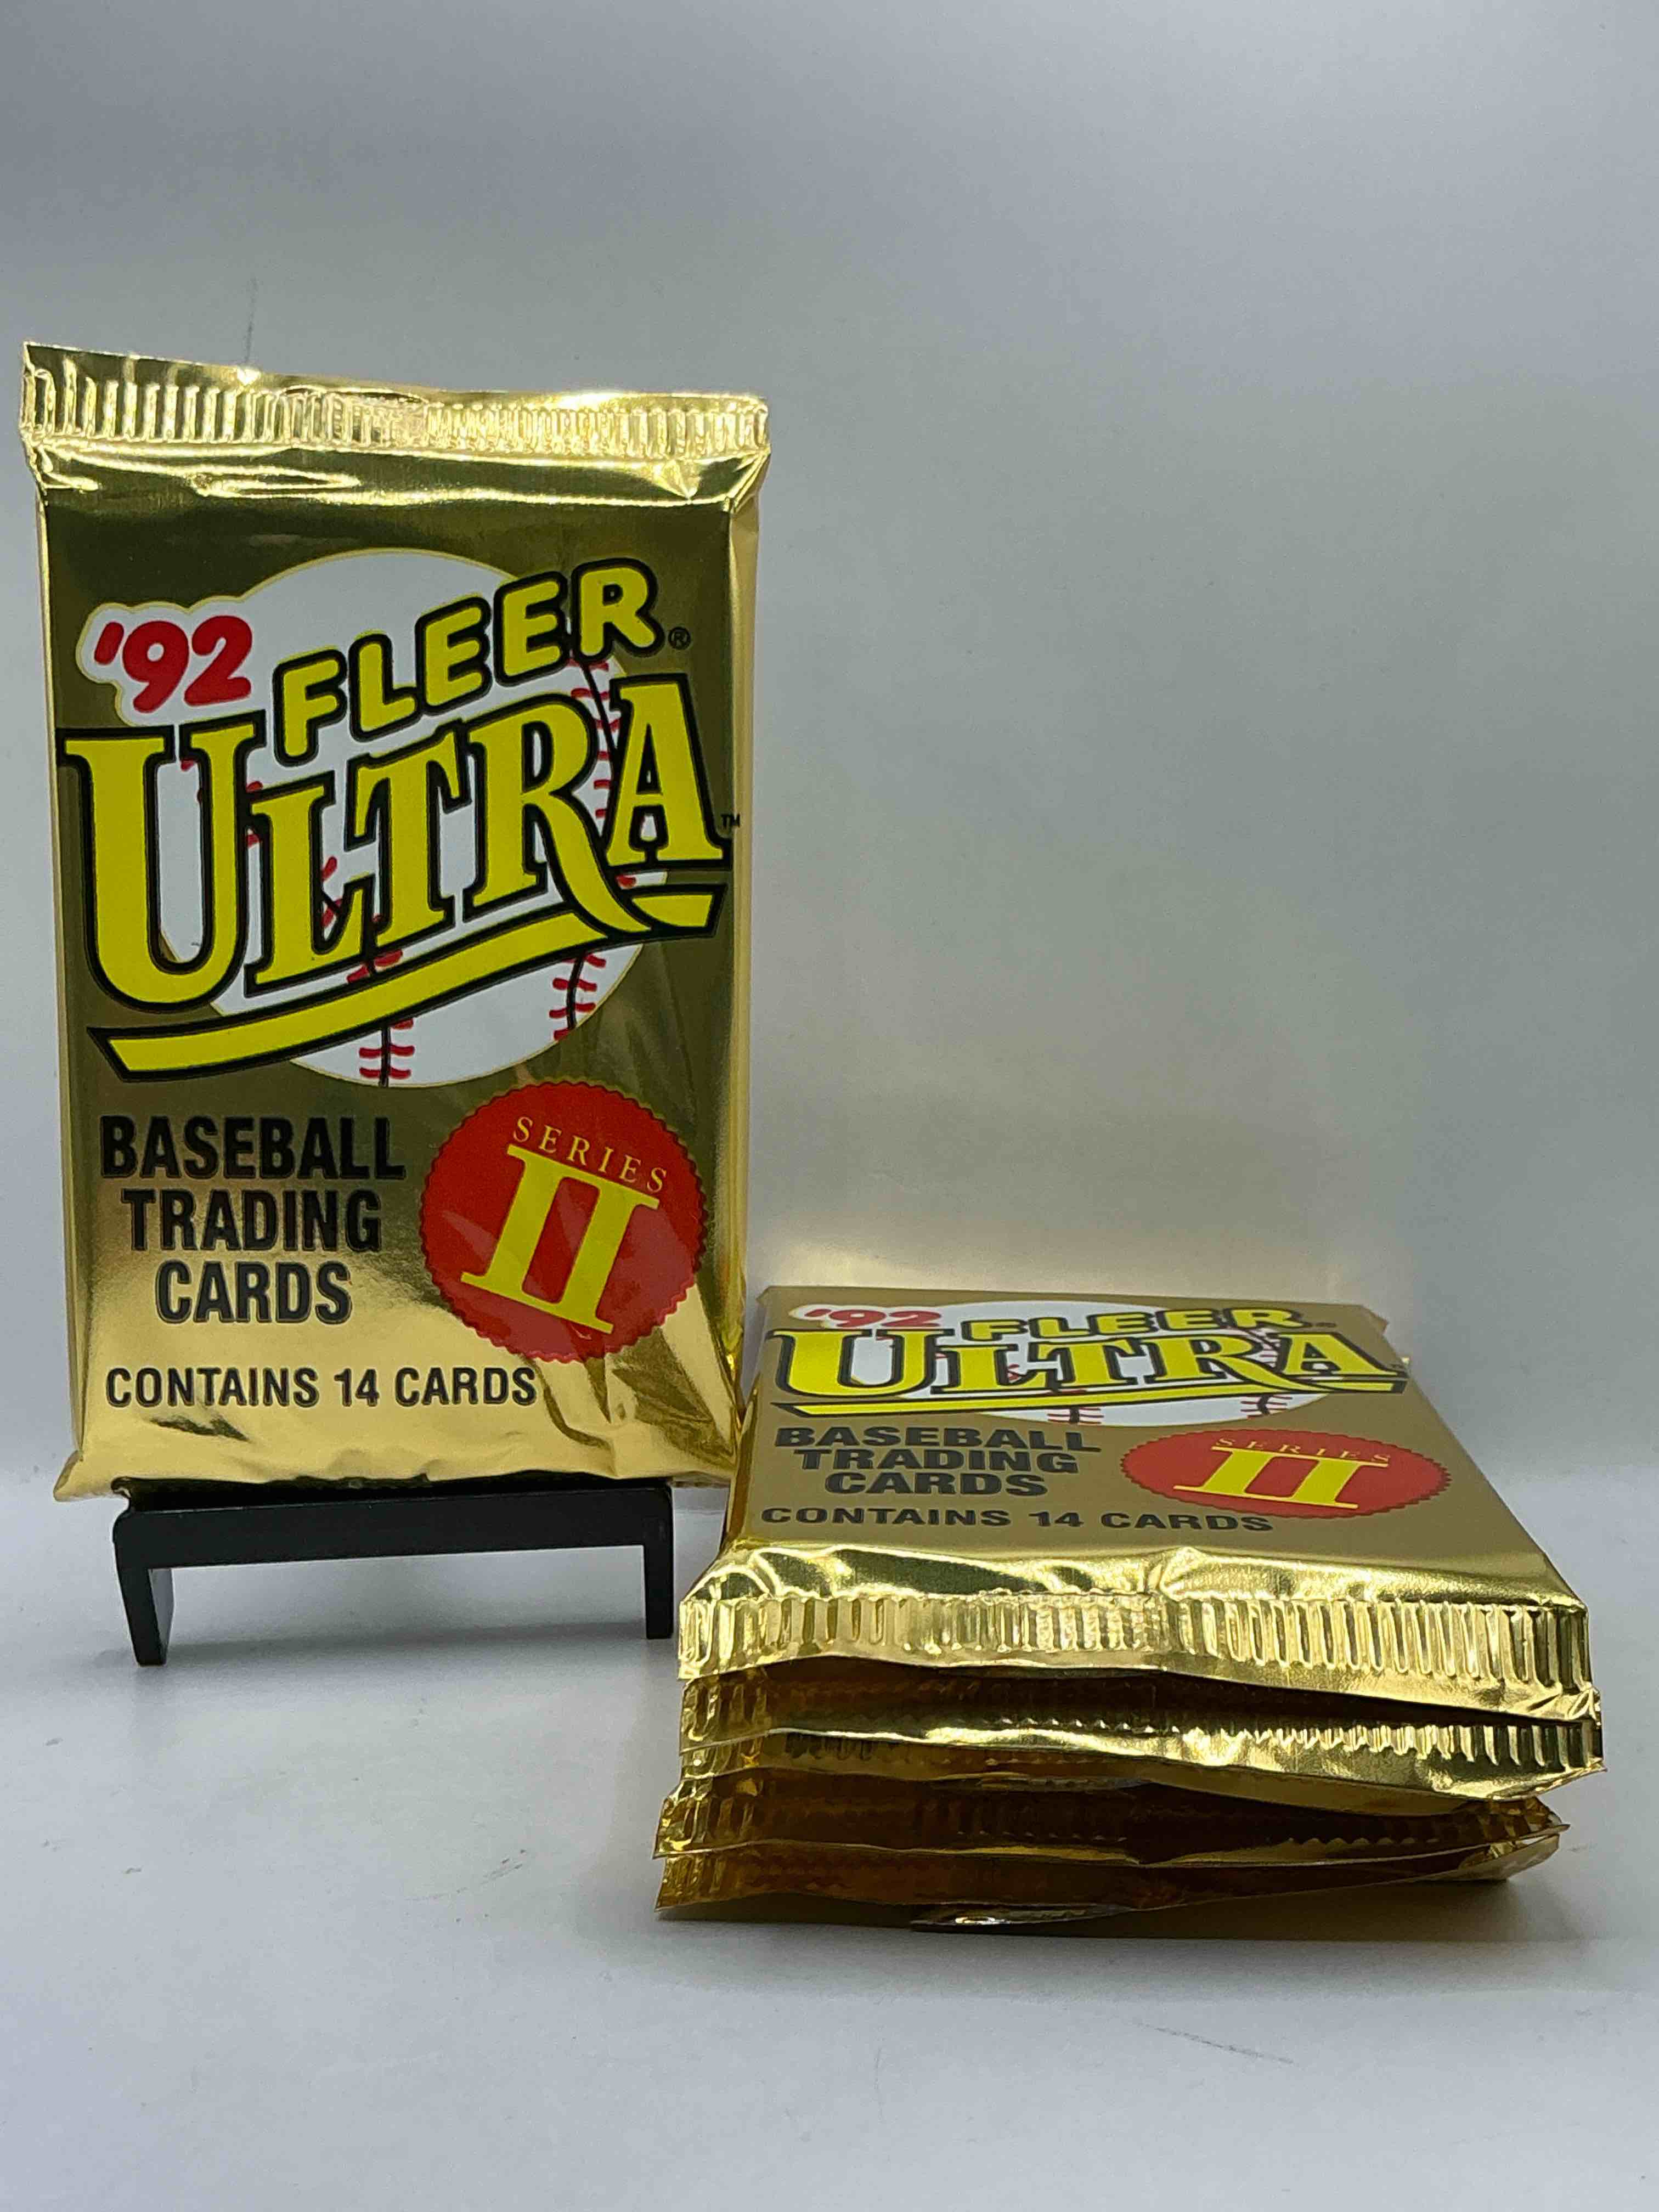 '92 FLEER®
ULTRA™
BASEBALL
TRADING
CARDS
SERIES
II
CONTAINS 14 CARDS
'92 FLEER
ULTRA
BASEBALL
TRADING
CARDS
SERIES
II
CONTAINS 14 CARDS